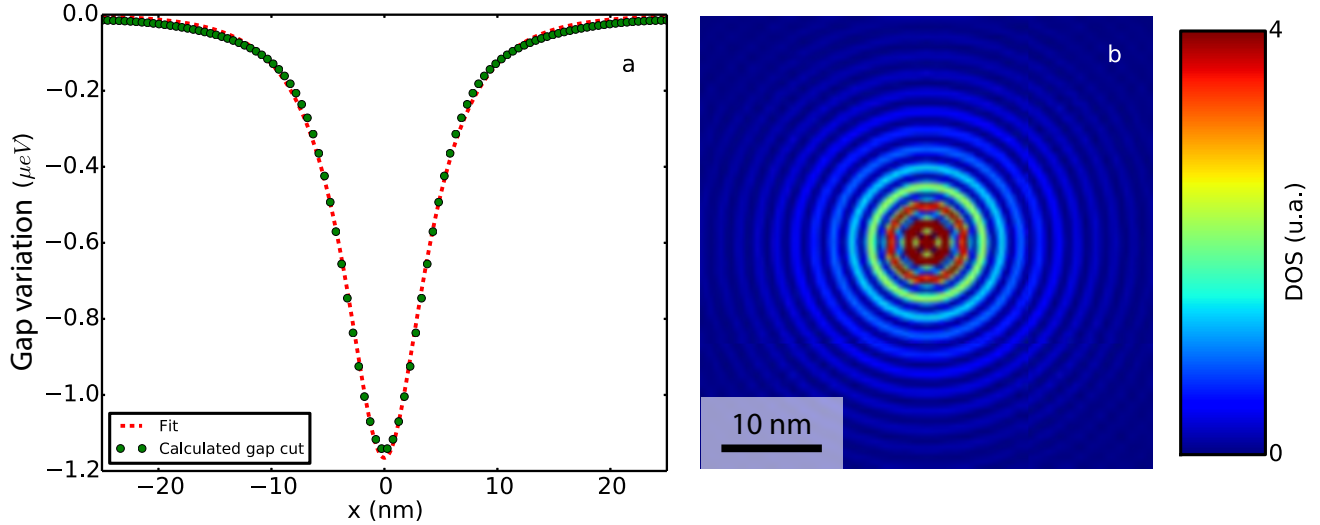 0.0
−0.2
−0.4
−0.6
−0.8
−1.0
−1.2
Gap variation (μeV)
a
Fit
Calculated gap cut
−20
−10
0
10
20
x (nm)
b
10 nm
4
0
DOS (u.a.)